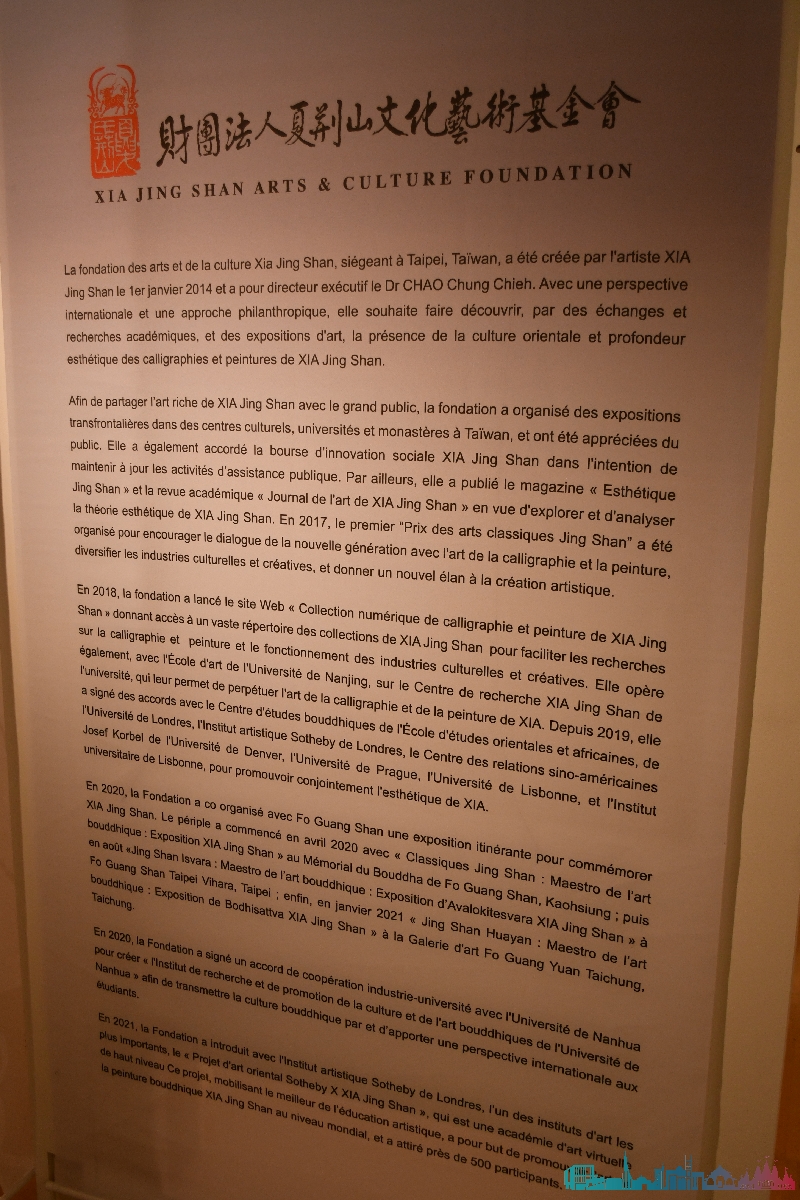 財團法人夏荊山文化藝術基金會
XIA JING SHAN ARTS & CULTURE FOUNDATION
La fondation des arts et de la culture Xia Jing Shan, siégeant à Taipei, Taïwan, a été créée par l'artiste XIA
Jing Shan le 1er janvier 2014 et a pour directeur exécutif le Dr CHAO Chung Chieh. Avec une perspective
internationale et une approche philanthropique, elle souhaite faire découvrir, par des échanges et
recherches académiques, et des expositions d'art, la présence de la culture orientale et profondeur
esthétique des calligraphies et peintures de XIA Jing Shan.
Afin de partager l'art riche de XIA Jing Shan avec le grand public, la fondation a organisé des expositions
transfrontalières dans des centres culturels, universités et monastères à Taïwan, et ont été appréciées du
public. Elle a également accordé la bourse d'innovation sociale XIA Jing Shan dans l'intention de
maintenir à jour les activités d'assistance publique. Par ailleurs, elle a publié le magazine « Esthétique
Jing Shan » et la revue académique « Journal de l'art de XIA Jing Shan » en vue d'explorer et d'analyser
la théorie esthétique de XIA Jing Shan. En 2017, le premier "Prix des arts classiques Jing Shan" a été
organisé pour encourager le dialogue de la nouvelle génération avec l'art de la calligraphie et la peinture,
diversifier les industries culturelles et créatives, et donner un nouvel élan à la création artistique.
En 2018, la fondation a lancé le site Web « Collection numérique de calligraphie et peinture de XIA Jing
Shan » donnant accès à un vaste répertoire des collections de XIA Jing Shan pour faciliter les recherches
sur la calligraphie et peinture et le fonctionnement des industries culturelles et créatives. Elle opère
également, avec l'École d'art de l'Université de Nanjing, sur le Centre de recherche XIA Jing Shan de
l'université, qui leur permet de perpétuer l'art de la calligraphie et de la peinture de XIA. Depuis 2019, elle
a signé des accords avec le Centre d'études bouddhiques de l'École d'études orientales et africaines, de
l'Université de Londres, l'Institut artistique Sotheby de Londres, le Centre des relations sino-américaines
Josef Korbel de l'Université de Denver, l'Université de Prague, l'Université de Lisbonne, et l'Institut
universitaire de Lisbonne, pour promouvoir conjointement l'esthétique de XIA.
En 2020, la Fondation a co organisé avec Fo Guang Shan une exposition itinérante pour commémorer
XIA Jing Shan. Le périple a commencé en avril 2020 avec « Classiques Jing Shan : Maestro de l'art
bouddhique : Exposition XIA Jing Shan » au Mémorial du Bouddha de Fo Guang Shan, Kaohsiung ; puis
en août «Jing Shan Isvara : Maestro de l'art bouddhique : Exposition d'Avalokitesvara XIA Jing Shan » à
Fo Guang Shan Taipei Vihara, Taipei ; enfin, en janvier 2021 « Jing Shan Huayan : Maestro de l'art
bouddhique : Exposition de Bodhisattva XIA Jing Shan » à la Galerie d'art Fo Guang Yuan Taichung,
Taichung.
En 2020, la Fondation a signé un accord de coopération industrie-université avec l'Université de Nanhua
pour créer « l'Institut de recherche et de promotion de la culture et de l'art bouddhiques de l'Université de
Nanhua » afin de transmettre la culture bouddhique par et d'apporter une perspective internationale aux
étudiants.
En 2021, la Fondation a introduit avec l'Institut artistique Sotheby de Londres, l'un des instituts d'art les
plus importants, le « Projet d'art oriental Sotheby X XIA Jing Shan », qui est une académie d'art virtuelle
de haut niveau Ce projet, mobilisant le meilleur de l'éducation artistique, a pour but de
la peinture bouddhique XIA Jing Shan au niveau mondial, et a attiré près de 500 participants,